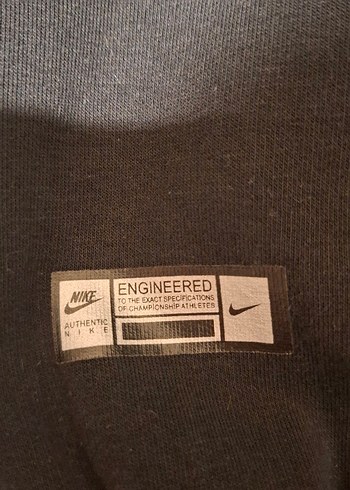 NIKE
AUTHENTIC
NIKE
ENGINEERED
TO THE EXACT SPECIFICATIONS
OF CHAMPIONSHIP ATHLETES